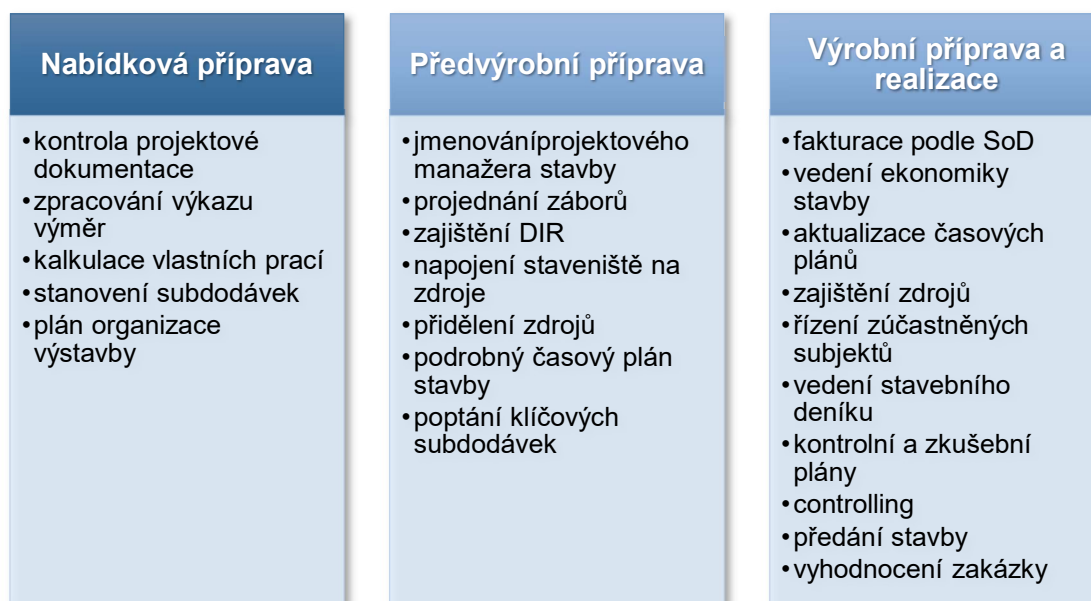 Nabídková příprava
•kontrola projektové
dokumentace
•zpracování výkazu
výměr
•kalkulace vlastních prací
•stanovení subdodávek
•plán organizace
výstavby
Předvýrobní příprava
•jmenováníprojektového
manažera stavby
•projednání záborů
•zajištění DIR
•napojení staveniště na
zdroje
•přidělení zdrojů
•podrobný časový plán
stavby
•poptání klíčových
subdodávek
Výrobní příprava a
realizace
•fakturace podle SoD
•vedení ekonomiky
stavby
•aktualizace časových
plánů
•zajištění zdrojů
•řízení zúčastněných
subjektů
•vedení stavebního
deníku
•kontrolní a zkušební
plány
•controlling
•předání stavby
•vyhodnocení zakázky